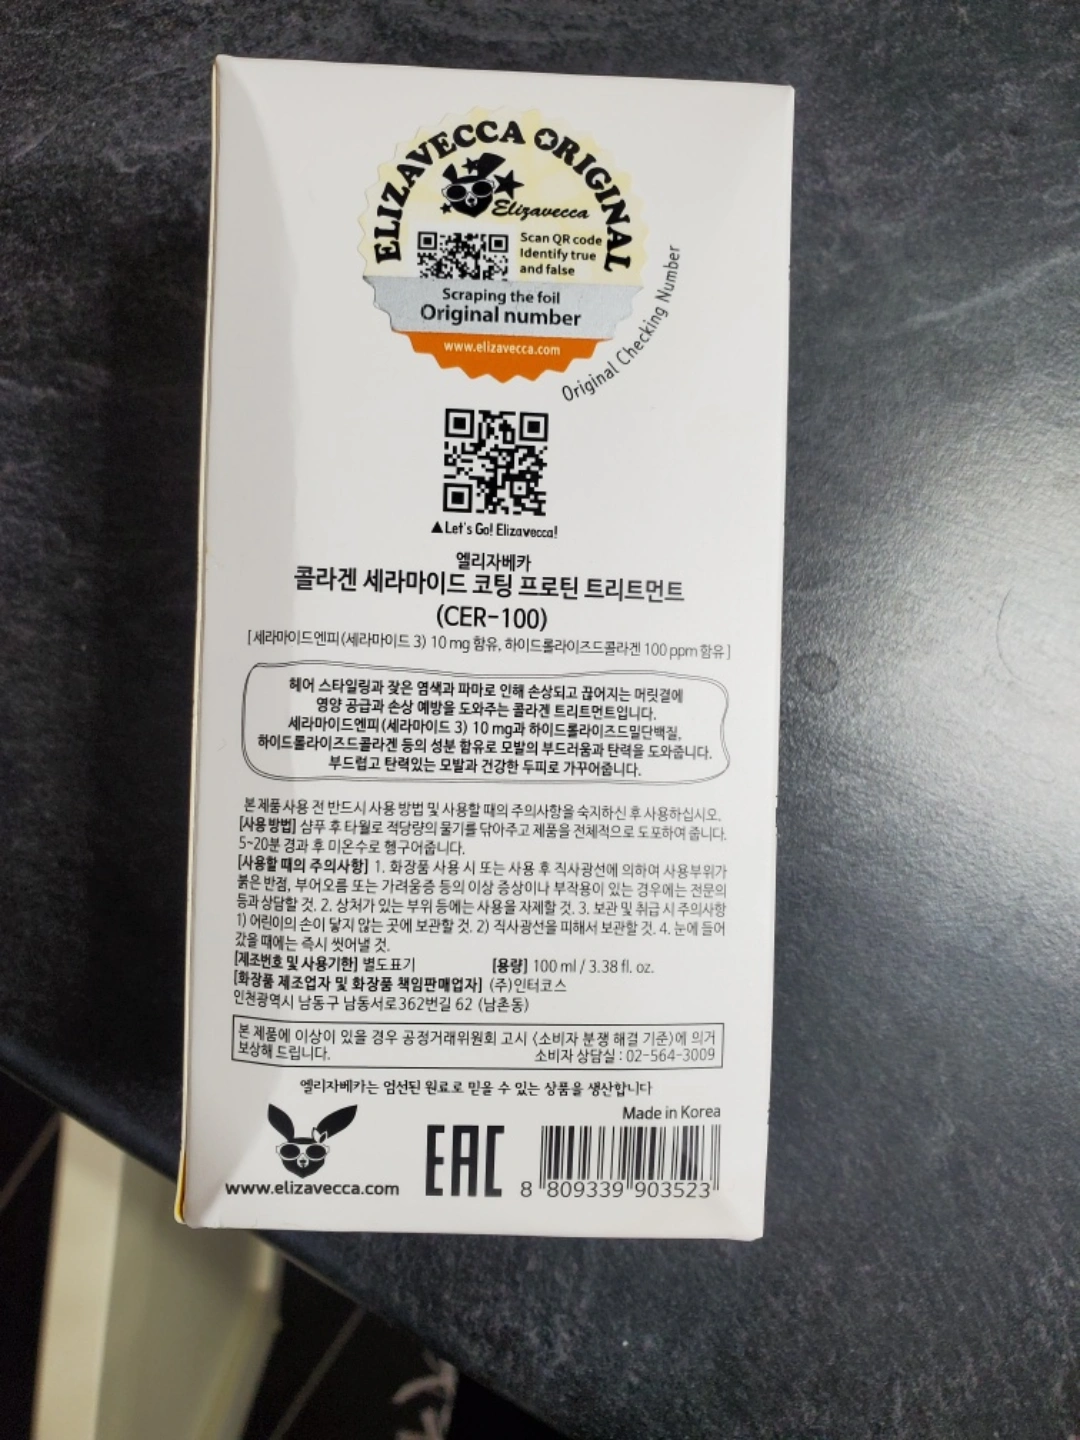 ELIZAVECCA ORIGINAL
Elizavecca
Scan QR code
Identify true
and false
Scraping the foil
Original number
www.elizavecca.com
Original Checking Number
▲Let's Go! Elizavecca!
엘리자베카
콜라겐 세라마이드 코팅 프로틴 트리트먼트
(CER-100)
[세라마이드엔피(세라마이드 3) 10 mg 함유, 하이드롤라이즈드콜라겐 100 ppm 함유]
헤어 스타일링과 잦은 염색과 파마로 인해 손상되고 끊어지는 머릿결에
영양 공급과 손상 예방을 도와주는 콜라겐 트리트먼트입니다.
세라마이드엔피(세라마이드 3) 10 mg과 하이드롤라이즈드밀단백질,
하이드롤라이즈드콜라겐 등의 성분 함유로 모발의 부드러움과 탄력을 도와줍니다.
부드럽고 탄력있는 모발과 건강한 두피로 가꾸어줍니다.
본 제품 사용 전 반드시 사용 방법 및 사용할 때의 주의사항을 숙지하신 후 사용하십시오.
[사용 방법] 샴푸 후 타월로 적당량의 물기를 닦아주고 제품을 전체적으로 도포하여 줍니다.
5~20분 경과 후 미온수로 헹구어줍니다.
[사용할 때의 주의사항] 1. 화장품 사용 시 또는 사용 후 직사광선에 의하여 사용부위가
붉은 반점, 부어오름 또는 가려움증 등의 이상 증상이나 부작용이 있는 경우에는 전문의
등과 상담할 것. 2. 상처가 있는 부위 등에는 사용을 자제할 것. 3. 보관 및 취급 시 주의사항
1) 어린이의 손이 닿지 않는 곳에 보관할 것. 2) 직사광선을 피해서 보관할 것. 4. 눈에 들어
갔을 때에는 즉시 씻어낼 것.
[제조번호 및 사용기한] 별도표기 [용량] 100 ml / 3.38 fl. oz.
[화장품 제조업자 및 화장품 책임판매업자] (주)인터코스
인천광역시 남동구 남동서로362번길 62 (남촌동)
본 제품에 이상이 있을 경우 공정거래위원회 고시 <소비자 분쟁 해결 기준>에 의거
보상해 드립니다. 소비자 상담실 : 02-564-3009
엘리자베카는 엄선된 원료로 믿을 수 있는 상품을 생산합니다
Made in Korea
www.elizavecca.com
EAC
8 809339 903523